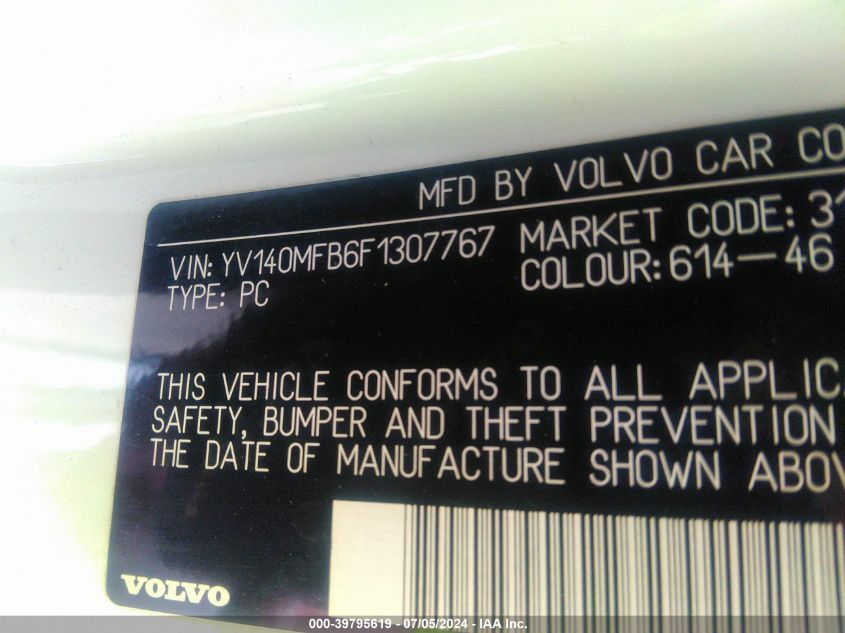 MFD BY VOLVO CAR CO
VIN: YV140MFB6F1307767 MARKET CODE: 31
TYPE: PC COLOUR: 614-46
THIS VEHICLE CONFORMS TO ALL APPLIC
SAFETY, BUMPER AND THEFT PREVENTION
THE DATE OF MANUFACTURE SHOWN ABOV
VOLVO
000-39795619 - 07/05/2024 - IAA Inc.